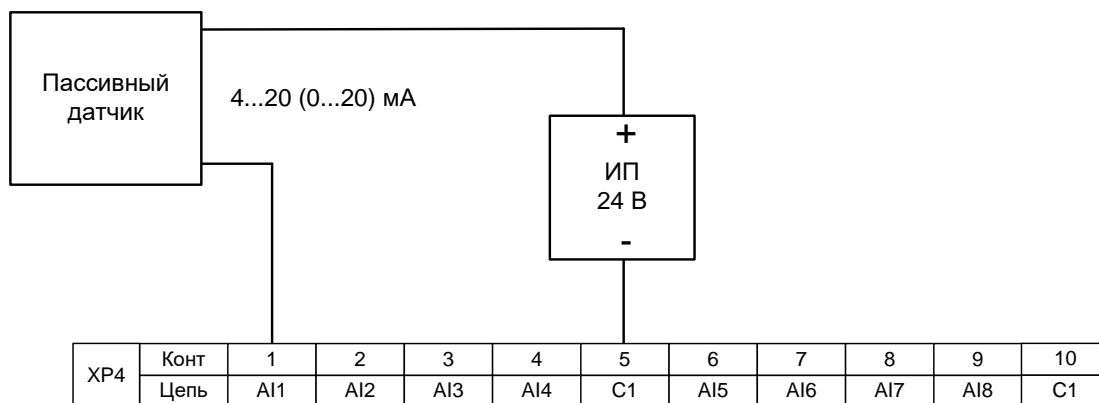 Пассивный
датчик
4...20 (0...20) мА
+
ИП
24 В
-
XP4
Конт 1 2 3 4 5 6 7 8 9 10
Цепь AI1 AI2 AI3 AI4 C1 AI5 AI6 AI7 AI8 C1